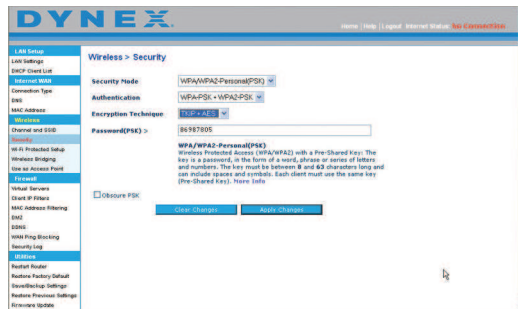 DYNEX
Home | Help | Logout Internet Status: No Connection
LAN Setup
LAN Settings
DHCP Client List
Internet WAN
Connection Type
DNS
MAC Address
Wireless
Channel and SSID
Security
Wi-Fi Protected Setup
Wireless Bridging
Use as Access Point
Firewall
Virtual Servers
Client IP Filters
MAC Address Filtering
DMZ
DDNS
WAN Ping Blocking
Security Log
Utilities
Restart Router
Restore Factory Default
Save/Backup Settings
Restore Previous Settings
Firmware Update
Wireless > Security
Security Mode WPA/WPA2-Personal(PSK)
Authentication WPA-PSK + WPA2-PSK
Encryption Technique TKIP + AES
Password(PSK) > 86987805
WPA/WPA2-Personal(PSK)
Wireless Protected Access (WPA/WPA2) with a Pre-Shared Key: The
key is a password, in the form of a word, phrase or series of letters
and numbers. The key must be between 8 and 63 characters long and
can include spaces and symbols. Each client must use the same key
(Pre-Shared Key). More Info
Obscure PSK
Clear Changes Apply Changes